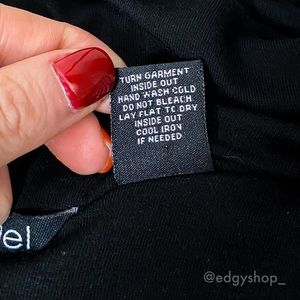 TURN GARMENT
INSIDE OUT
HAND WASH COLD
DO NOT BLEACH
LAY FLAT TO DRY
INSIDE OUT
COOL IRON
IF NEEDED
@edgyshop_